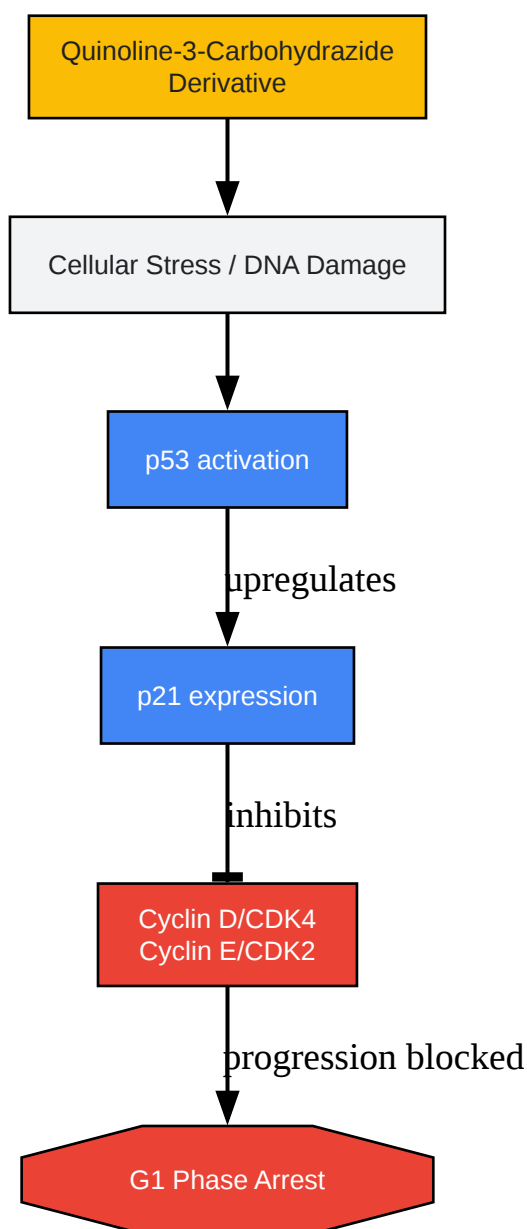 Quinoline-3-Carbohydrazide
Derivative
Cellular Stress / DNA Damage
p53 activation
upregulates
p21 expression
inhibits
Cyclin D/CDK4
Cyclin E/CDK2
progression blocked
G1 Phase Arrest